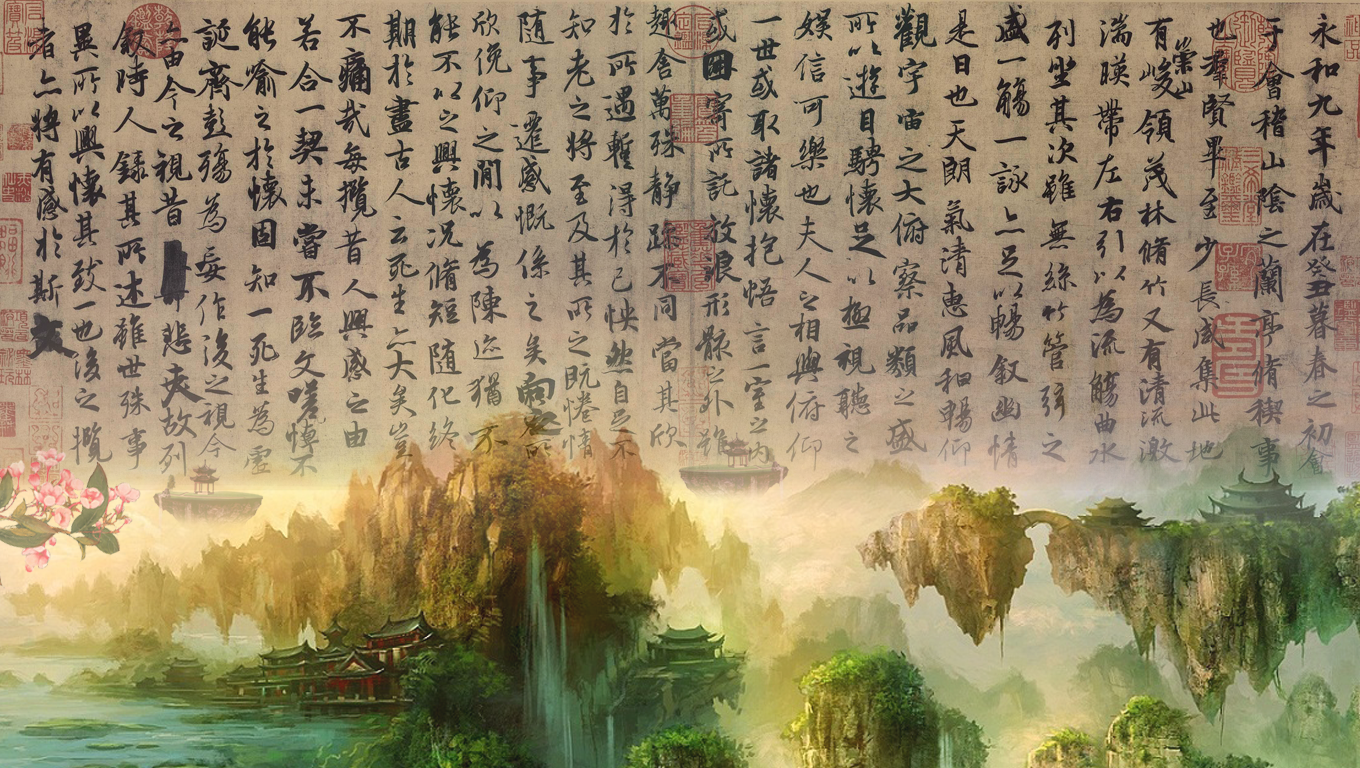 永和九年歲在癸丑暮春之初會
于會稽山陰之蘭亭脩稧事
也羣賢畢至少長咸集此地
有崇山峻領茂林脩竹又有清流激
湍暎帶左右引以為流觴曲水
列坐其次雖無絲竹管弦之
盛一觴一詠亦足以暢叙幽情
是日也天朗氣清惠風和暢仰
觀宇宙之大俯察品類之盛
所以遊目騁懷足以極視聽之
娛信可樂也夫人之相與俯仰
一世或取諸懷抱悟言一室之內
或因寄所託放浪形骸之外雖
趣舍萬殊靜躁不同當其欣
於所遇蹔得於己怏然自足不
知老之將至及其所之既惓情
隨事遷感慨係之矣向之所
欣俛仰之間以為陳迹猶不
能不以之興懷況脩短隨化終
期於盡古人云死生亦大矣豈
不痛哉每攬昔人興感之由
若合一契未嘗不臨文嗟悼不
能喻之於懷固知一死生為虛
誕齊彭殤為妄作後之視今
亦由今之視昔悲夫故列
叙時人錄其所述雖世殊事
異所以興懷其致一也後之攬
者亦將有感於斯文